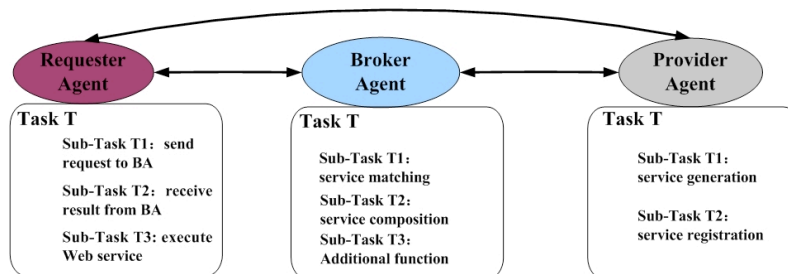 Requester
Agent
Broker
Agent
Provider
Agent
Task T
Sub-Task T1：send
request to BA
Sub-Task T2：receive
result from BA
Sub-Task T3: execute
Web service
Task T
Sub-Task T1：
service matching
Sub-Task T2：
service composition
Sub-Task T3：
Additional function
Task T
Sub-Task T1：
service generation
Sub-Task T2：
service registration